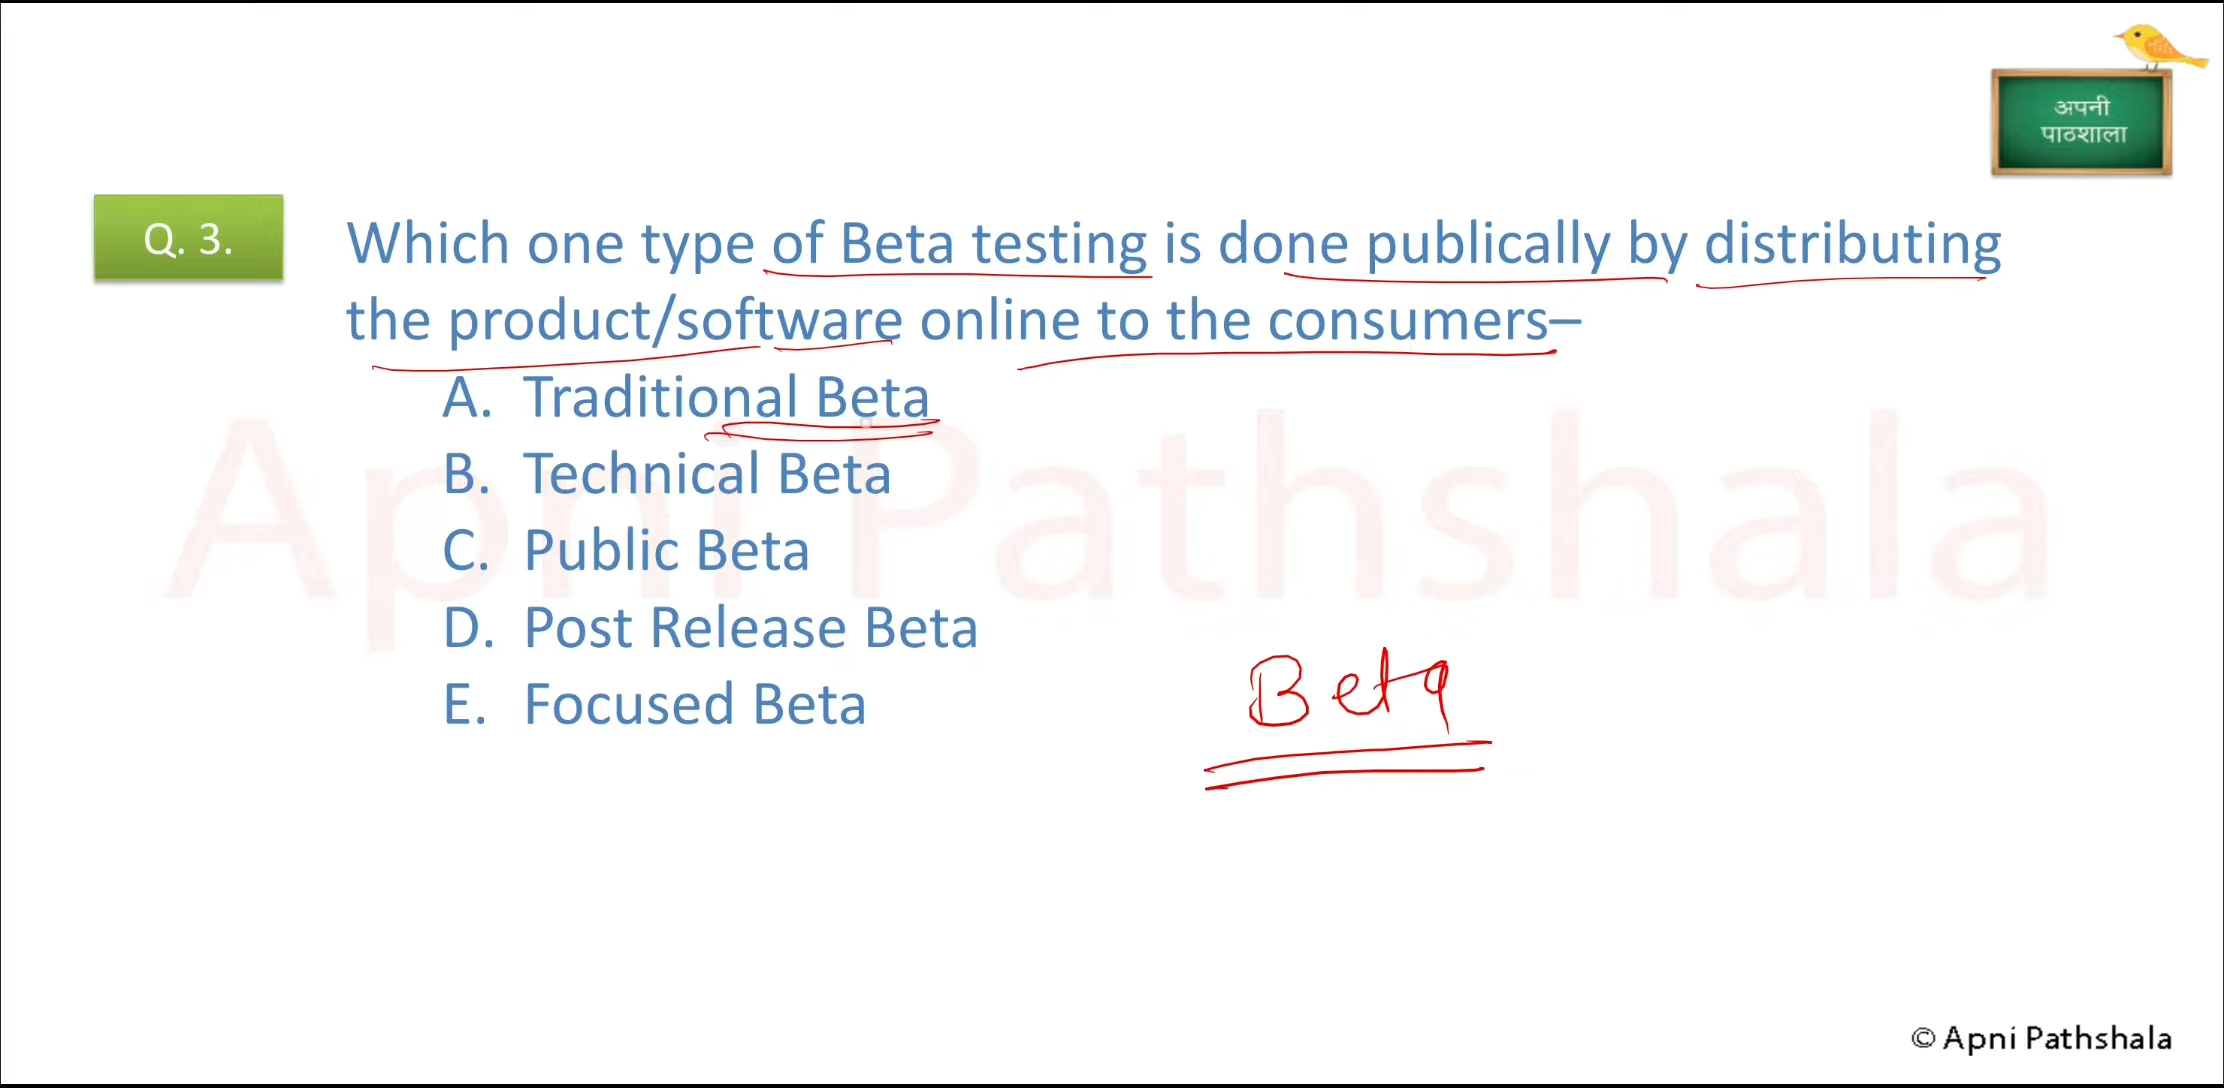 अपनी
पाठशाला
Q. 3.
Which one type of Beta testing is done publically by distributing
the product/software online to the consumers–
A. Traditional Beta
B. Technical Beta
C. Public Beta
D. Post Release Beta
E. Focused Beta
Beta
Apni Pathshala
© Apni Pathshala